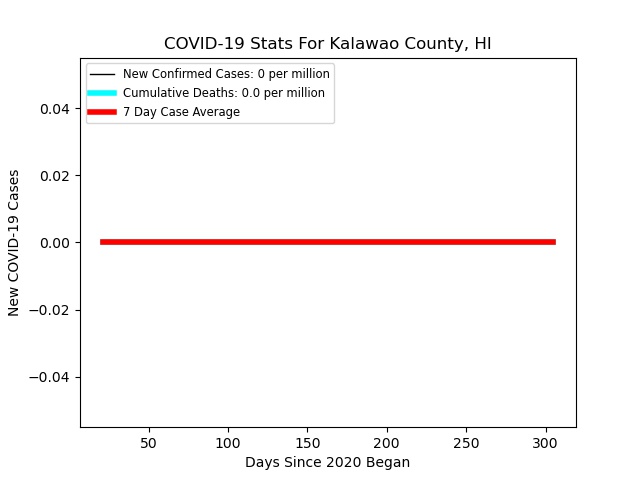 COVID-19 Stats For Kalawao County, HI
New Confirmed Cases: 0 per million
Cumulative Deaths: 0.0 per million
7 Day Case Average
New COVID-19 Cases
0.04
0.02
0.00
−0.02
−0.04
50 100 150 200 250 300
Days Since 2020 Began